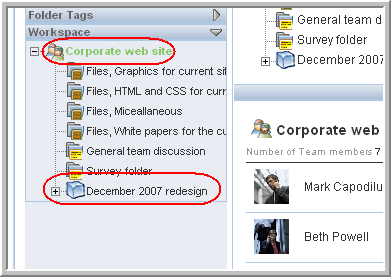 Folder Tags
Workspace
Corporate web site
Files, Graphics for current sit
Files, HTML and CSS for curr
Files, Miceallaneous
Files, White papers for the cu
General team discussion
Survey folder
December 2007 redesign
General team d
Survey folder
December 2007
Corporate web
Number of Team members 7
Mark Capodilu
Beth Powell